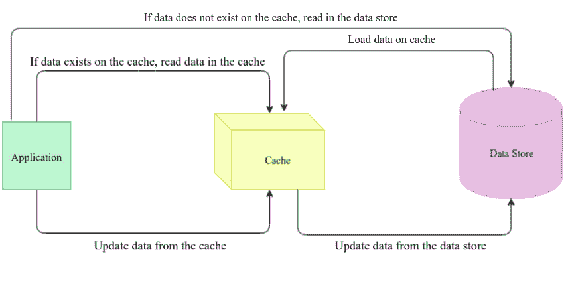 If data does not exist on the cache, read in the data store
Load data on cache
If data exists on the cache, read data in the cache
Application
Cache
Data Store
Update data from the cache
Update data from the data store